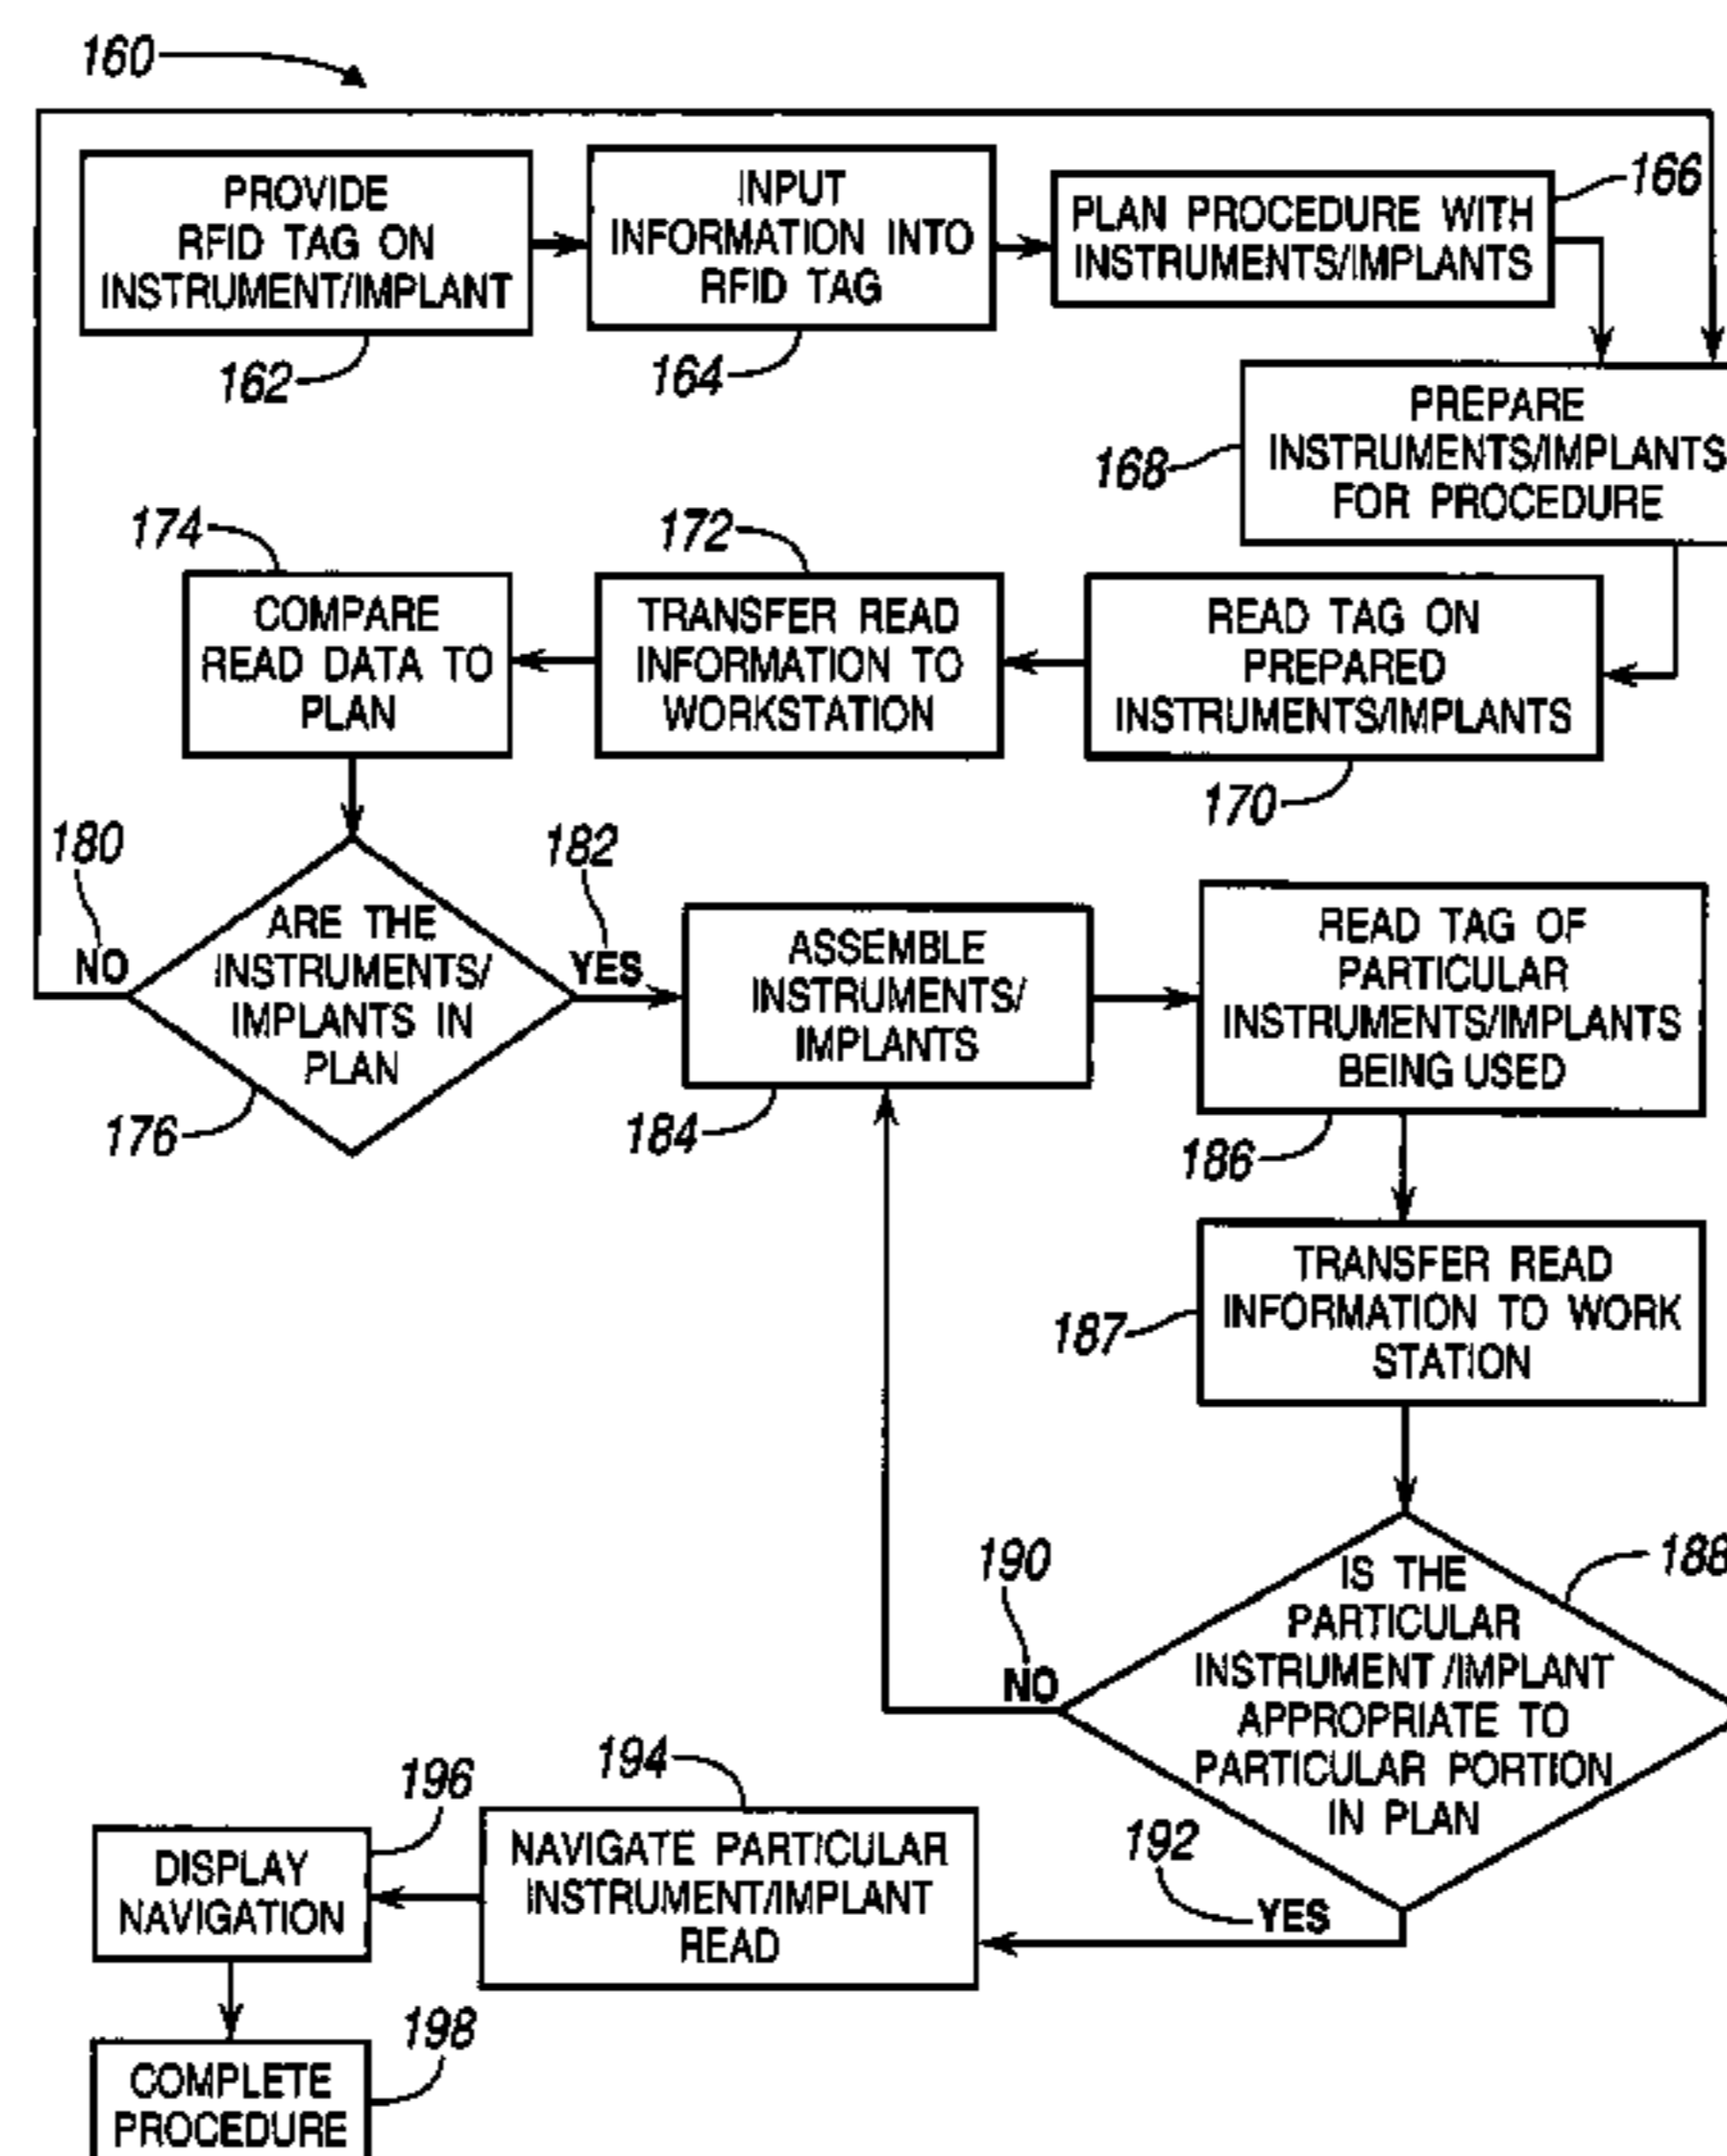 160
PROVIDE
RFID TAG ON
INSTRUMENT/IMPLANT
162
INPUT
INFORMATION INTO
RFID TAG
164
PLAN PROCEDURE WITH
INSTRUMENTS/IMPLANTS
166
PREPARE
INSTRUMENTS/IMPLANTS
FOR PROCEDURE
168
READ TAG ON
PREPARED
INSTRUMENTS/IMPLANTS
170
172
TRANSFER READ
INFORMATION TO
WORKSTATION
174
COMPARE
READ DATA TO
PLAN
180
NO
ARE THE
INSTRUMENTS/
IMPLANTS IN
PLAN
176
182
YES
ASSEMBLE
INSTRUMENTS/
IMPLANTS
184
READ TAG OF
PARTICULAR
INSTRUMENTS/IMPLANTS
BEING USED
186
TRANSFER READ
INFORMATION TO WORK
STATION
187
IS THE
PARTICULAR
INSTRUMENT /IMPLANT
APPROPRIATE TO
PARTICULAR PORTION
IN PLAN
188
190
NO
192
YES
194
NAVIGATE PARTICULAR
INSTRUMENT/IMPLANT
READ
196
DISPLAY
NAVIGATION
198
COMPLETE
PROCEDURE